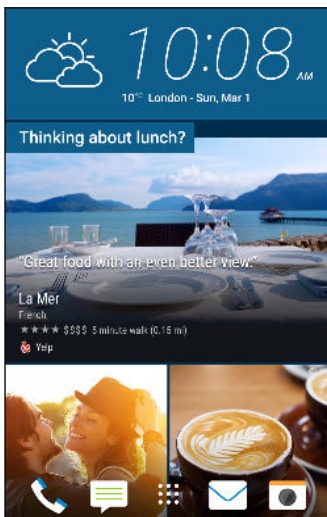 10:08 AM
10°C London - Sun, Mar 1
Thinking about lunch?
"Great food with an even better view."
La Mer
French
★★★★ $$$$ 5 minute walk (0.15 mi)
Yelp